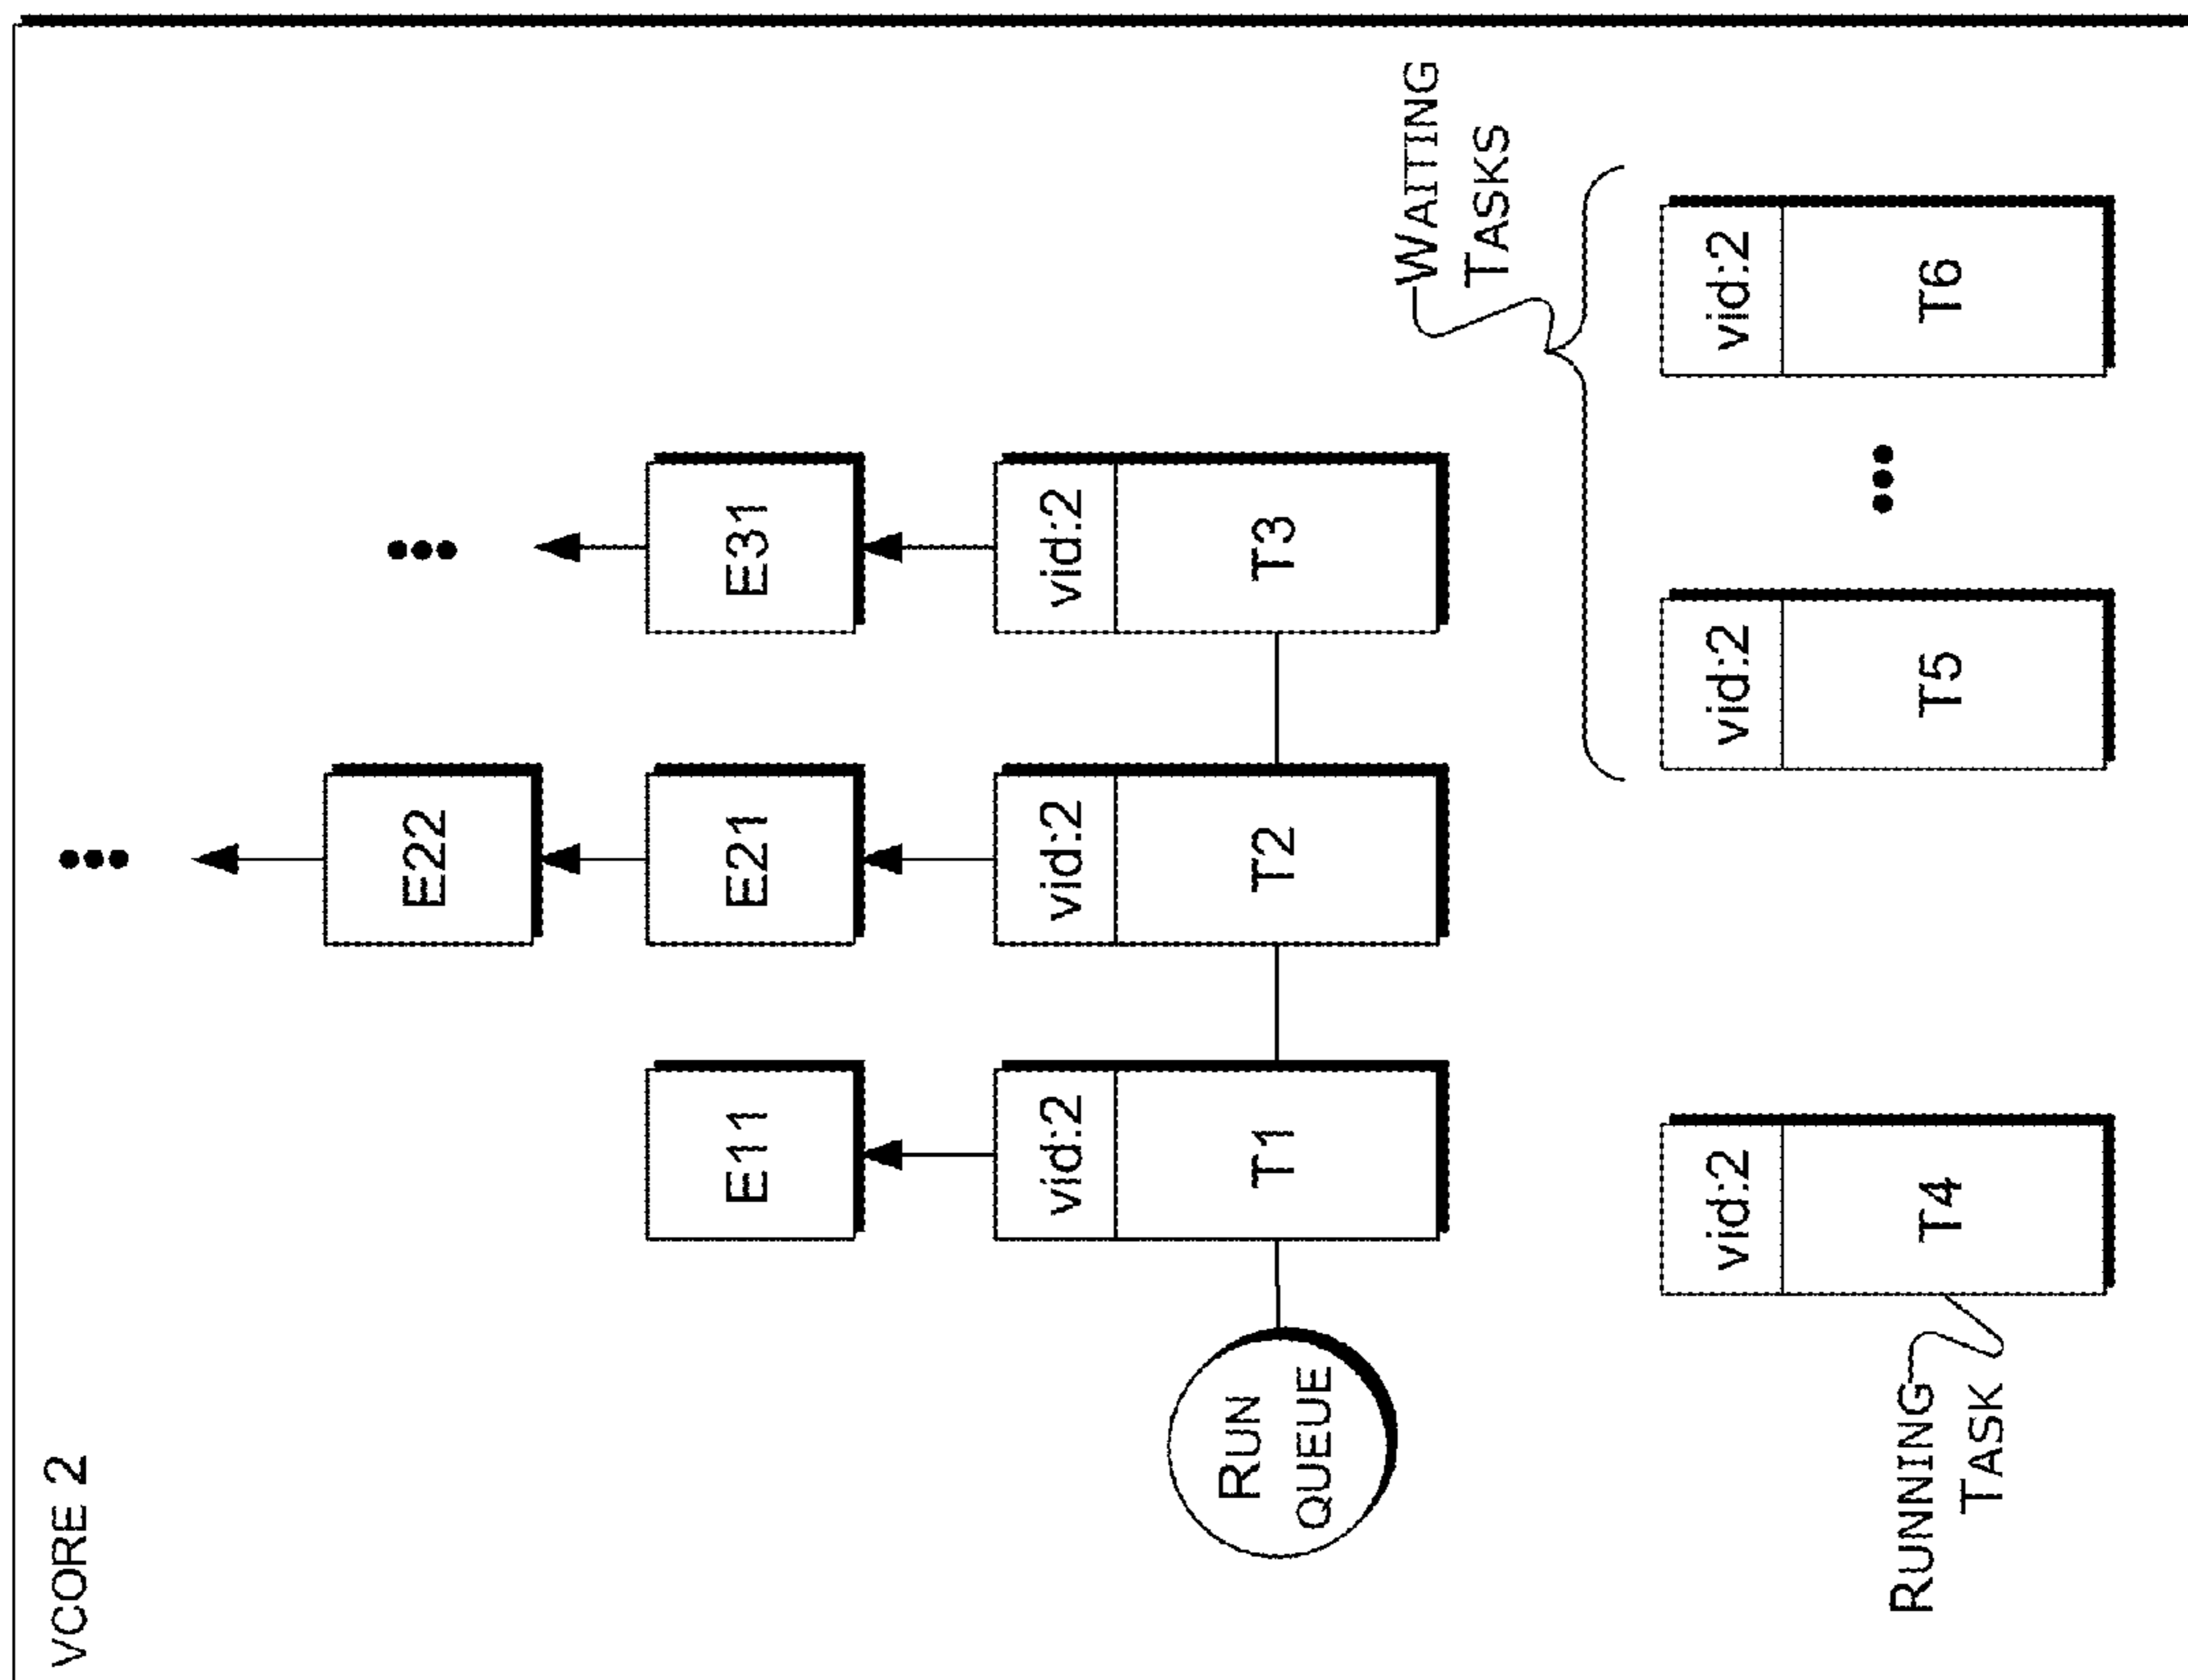 VCORE 2
E22
E11
E21
E31
vid:2
vid:2
vid:2
RUN
QUEUE
T1
T2
T3
WAITING
TASKS
vid:2
vid:2
vid:2
RUNNING
TASK
T4
T5
T6